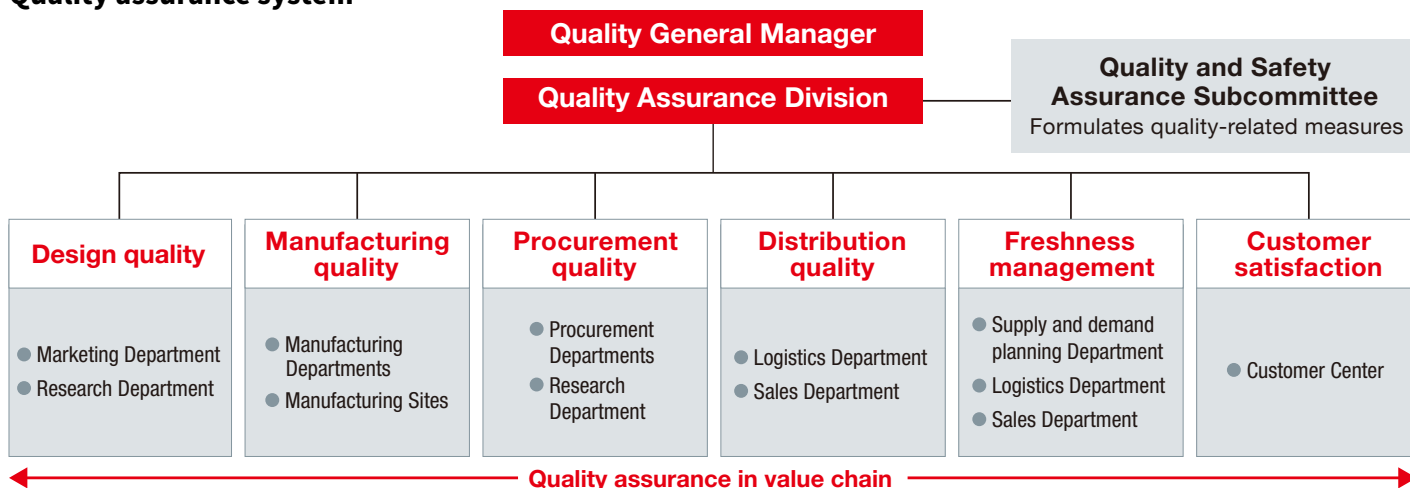 Quality assurance system
Quality General Manager
Quality Assurance Division
Quality and Safety
Assurance Subcommittee
Formulates quality-related measures
Design quality
Marketing Department
Research Department
Manufacturing
quality
Manufacturing
Departments
Manufacturing Sites
Procurement
quality
Procurement
Departments
Research
Department
Distribution
quality
Logistics Department
Sales Department
Freshness
management
Supply and demand
planning Department
Logistics Department
Sales Department
Customer
satisfaction
Customer Center
Quality assurance in value chain